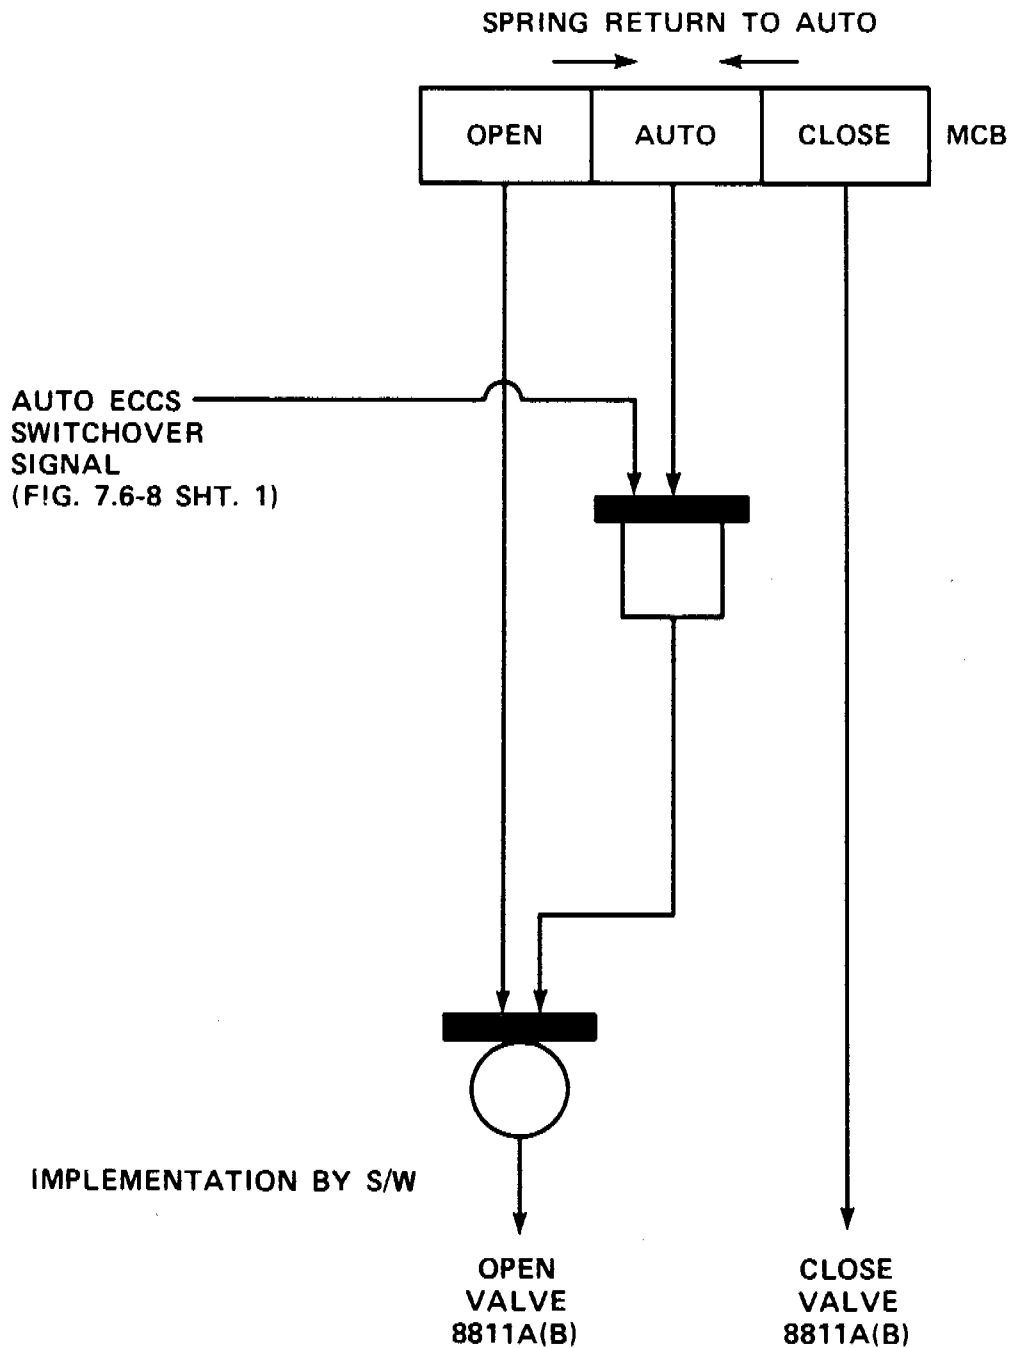 SPRING RETURN TO AUTO
OPEN AUTO CLOSE MCB
AUTO ECCS
SWITCHOVER
SIGNAL
(FIG. 7.6-8 SHT. 1)
IMPLEMENTATION BY S/W
OPEN
VALVE
8811A(B)
CLOSE
VALVE
8811A(B)